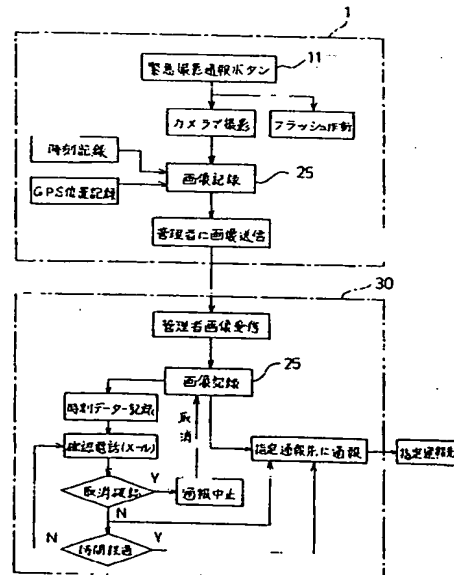 1
緊急撮影通報ボタン
11
カメラで撮影
フラッシュ作動
時刻記録
画像記録
25
GPS位置記録
管理者に画像送信
30
管理者画像受信
画像記録
25
時刻データー記録
取消
確認電話(メール)
指定通報先に通報
指定通報先
取消確認
Y
通報中止
N
N
時間経過
Y